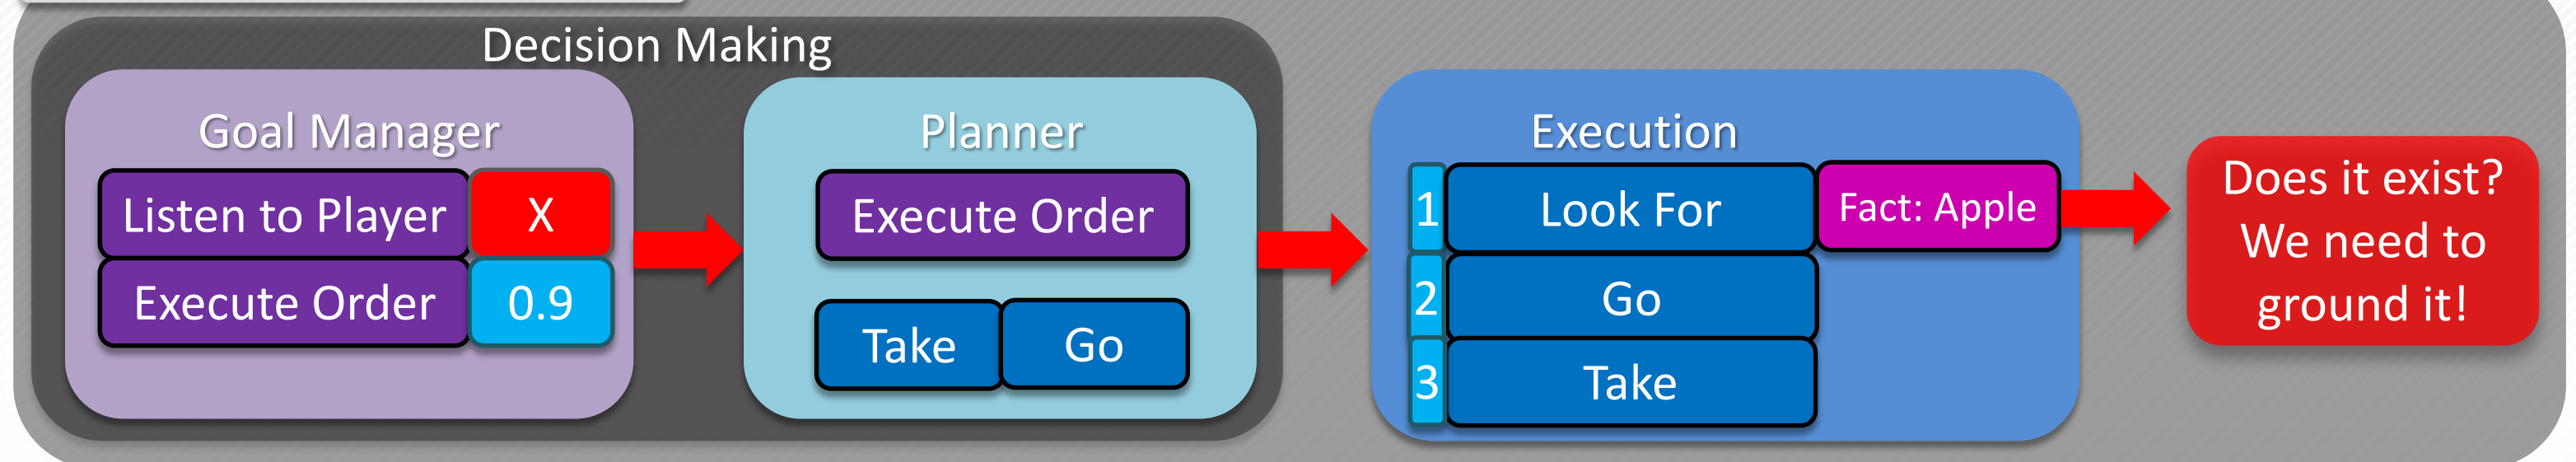 Decision Making
Goal Manager
Listen to Player
X
Execute Order
0.9
Planner
Execute Order
Take
Go
Execution
1
Look For
Fact: Apple
2
Go
3
Take
Does it exist?
We need to
ground it!